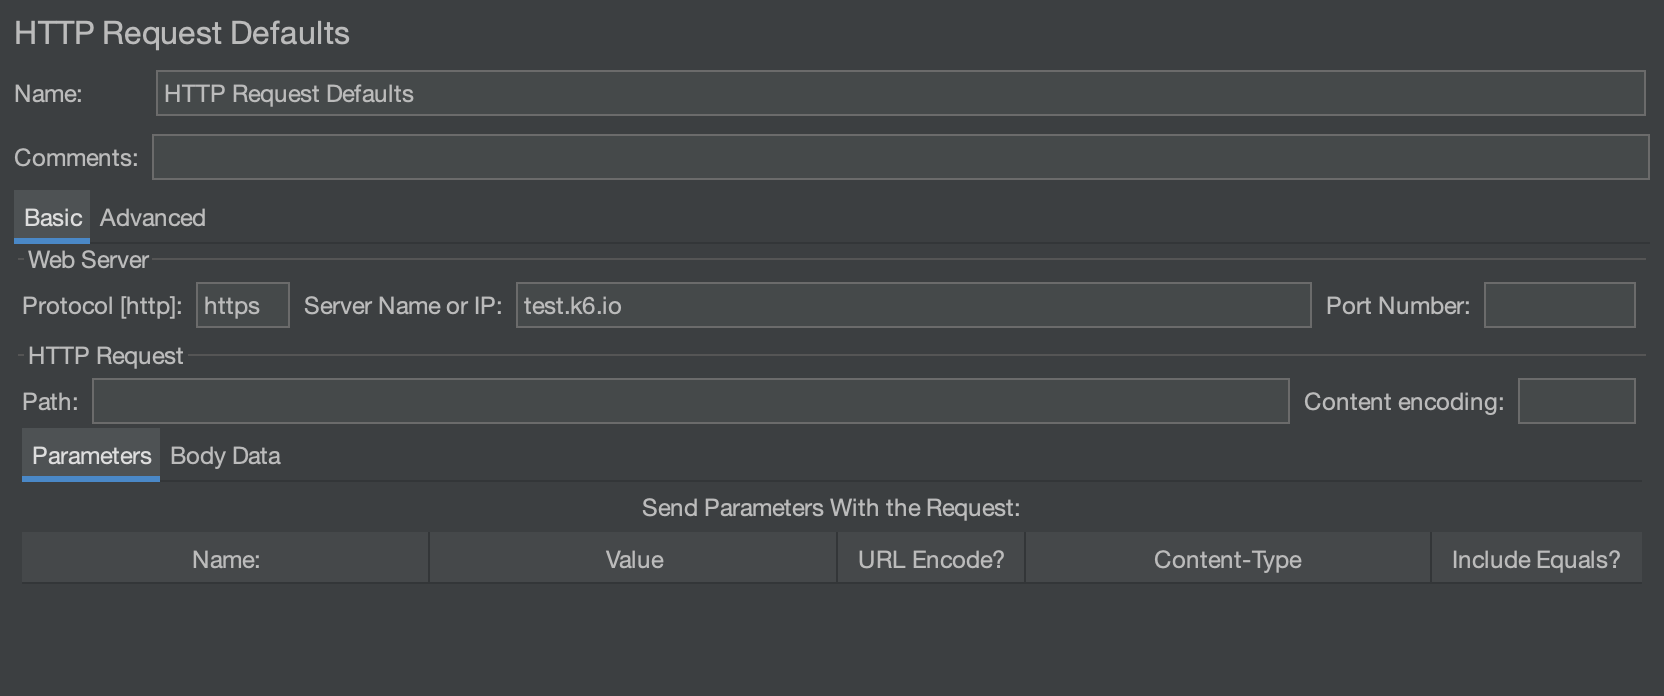 HTTP Request Defaults
Name: HTTP Request Defaults
Comments:
Basic Advanced
Web Server
Protocol [http]: https Server Name or IP: test.k6.io Port Number:
HTTP Request
Path: Content encoding:
Parameters Body Data
Send Parameters With the Request:
Name: Value URL Encode? Content-Type Include Equals?